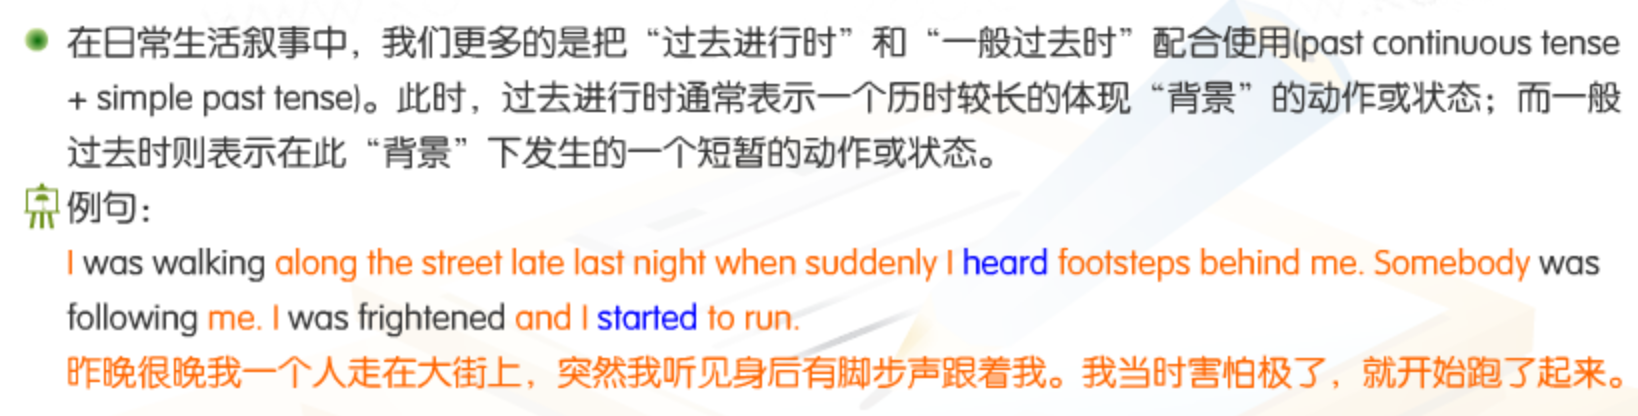 在日常生活叙事中，我们更多的是把“过去进行时”和“一般过去时”配合使用(past continuous tense
+ simple past tense)。此时，过去进行时通常表示一个历时较长的体现“背景”的动作或状态；而一般
过去时则表示在此“背景”下发生的一个短暂的动作或状态。
例句：
I was walking along the street late last night when suddenly I heard footsteps behind me. Somebody was
following me. I was frightened and I started to run.
昨晚很晚我一个人走在大街上，突然我听见身后有脚步声跟着我。我当时害怕极了，就开始跑了起来。